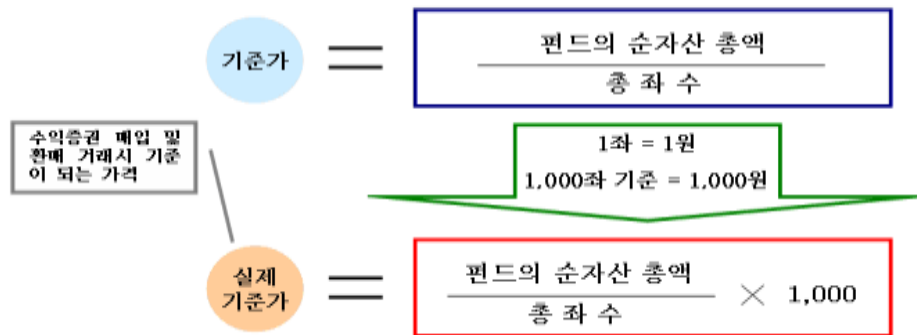 기준가
펀드의 순자산 총액
총 좌 수
수익증권 매입 및
환매 거래시 기준
이 되는 가격
1좌 = 1원
1,000좌 기준 = 1,000원
실제
기준가
펀드의 순자산 총액
총 좌 수
× 1,000